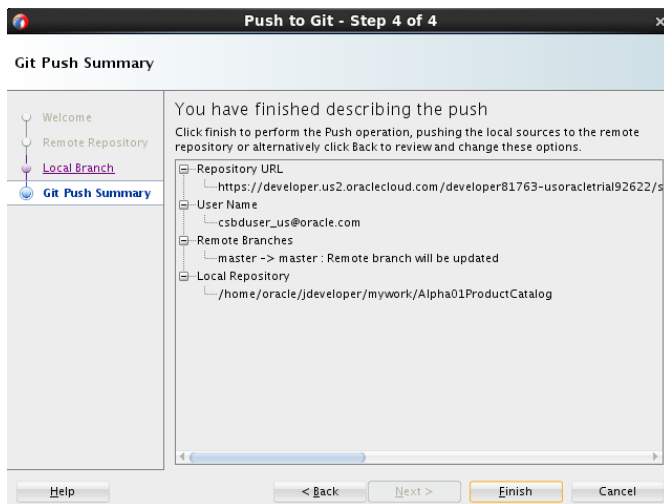 Push to Git - Step 4 of 4
Git Push Summary
Welcome
Remote Repository
Local Branch
Git Push Summary
You have finished describing the push
Click finish to perform the Push operation, pushing the local sources to the remote
repository or alternatively click Back to review and change these options.
Repository URL
https://developer.us2.oraclecloud.com/developer81763-usoracletrial92622/s
User Name
csbduser_us@oracle.com
Remote Branches
master -> master : Remote branch will be updated
Local Repository
/home/oracle/jdeveloper/mywork/Alpha01ProductCatalog
Help
< Back
Next >
Finish
Cancel